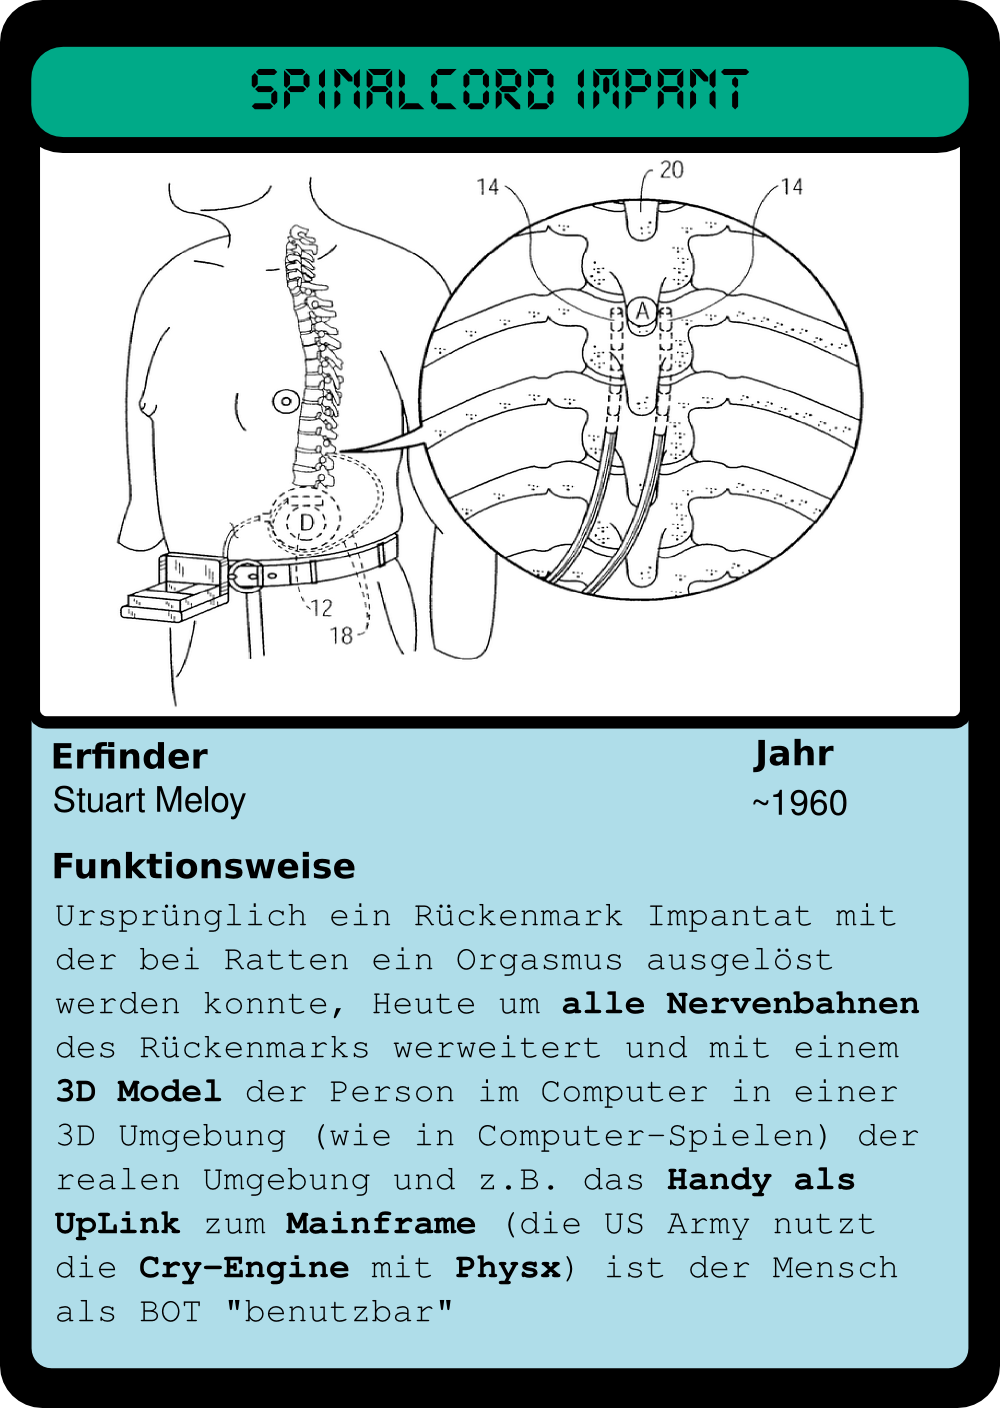 SPINALCORD IMPANT
20
14
14
A
D
12
18
Erfinder
Jahr
Stuart Meloy
~1960
Funktionsweise
Ursprünglich ein Rückenmark Impantat mit
der bei Ratten ein Orgasmus ausgelöst
werden konnte, Heute um alle Nervenbahnen
des Rückenmarks werweitert und mit einem
3D Model der Person im Computer in einer
3D Umgebung (wie in Computer-Spielen) der
realen Umgebung und z.B. das Handy als
UpLink zum Mainframe (die US Army nutzt
die Cry-Engine mit Physx) ist der Mensch
als BOT "benutzbar"